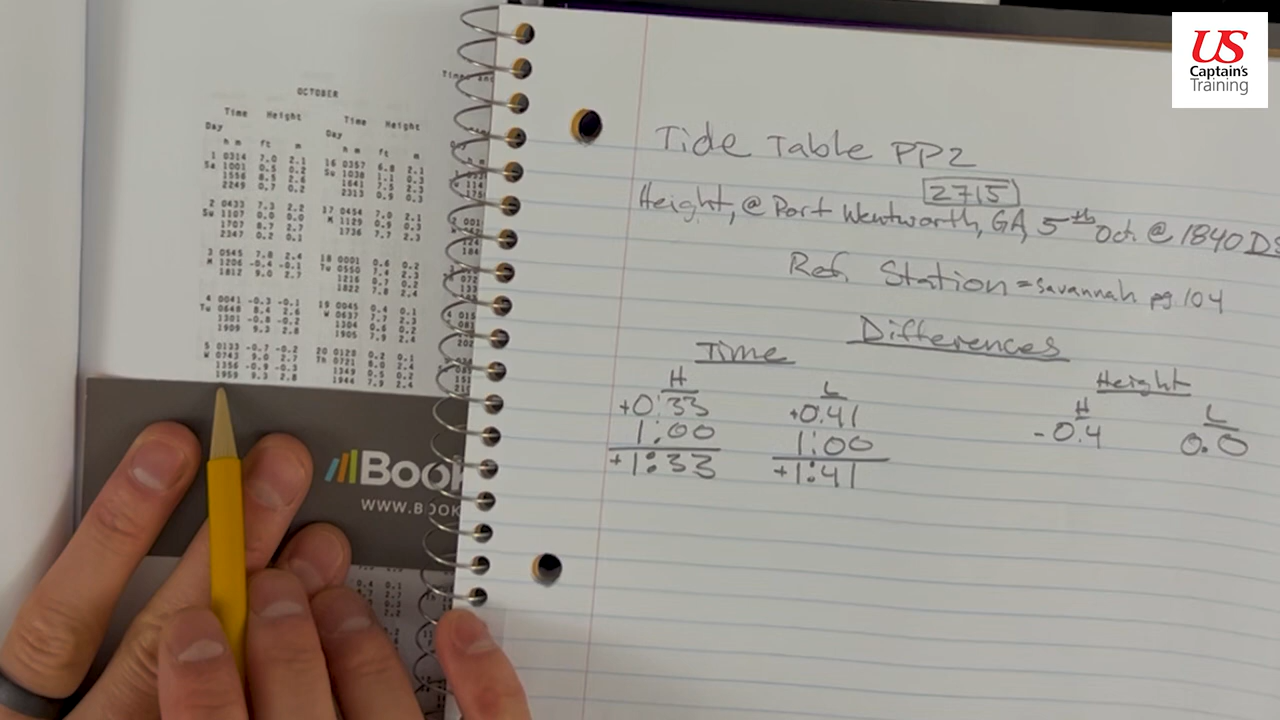 US
Captain's
Training
OCTOBER
Time Height
Time Height
Day
Day
h m ft m
h m ft m
1 0314 7.0 2.1
Sa 1001 0.5 0.2
1556 8.5 2.6
2249 0.7 0.2
2 0433 7.3 2.2
Su 1107 0.0 0.0
1707 8.7 2.7
2347 0.2 0.1
3 0545 7.8 2.4
M 1206 -0.4 -0.1
1812 9.0 2.7
4 0041 -0.3 -0.1
Tu 0648 8.4 2.6
1301 -0.8 -0.2
1909 9.3 2.8
5 0133 -0.7 -0.2
W 0743 9.0 2.7
1356 -0.9 -0.3
1959 9.3 2.8
16 0357 6.8 2.1
Su 1038 1.1 0.3
1641 7.5 2.3
2313 0.9 0.3
17 0454 7.0 2.1
M 1129 0.9 0.3
1736 7.7 2.3
18 0001 0.6 0.2
Tu 0550 7.4 2.3
1216 0.7 0.2
1822 7.8 2.4
19 0045 0.4 0.1
W 0637 7.7 2.3
1304 0.6 0.2
1905 7.9 2.4
20 0128 0.2 0.1
Th 0721 8.0 2.4
1349 0.5 0.2
1944 7.9 2.4
Book
WWW.BOOK
Tide Table PP2
2715
Height, @ Port Wentworth, GA, 5th Oct. @ 1840 DS
Ref. Station = Savannah pg 104
Differences
Time
Height
H L
H L
+0:33 +0:41
-0.4 0.0
1:00 1:00
+1:33 +1:41